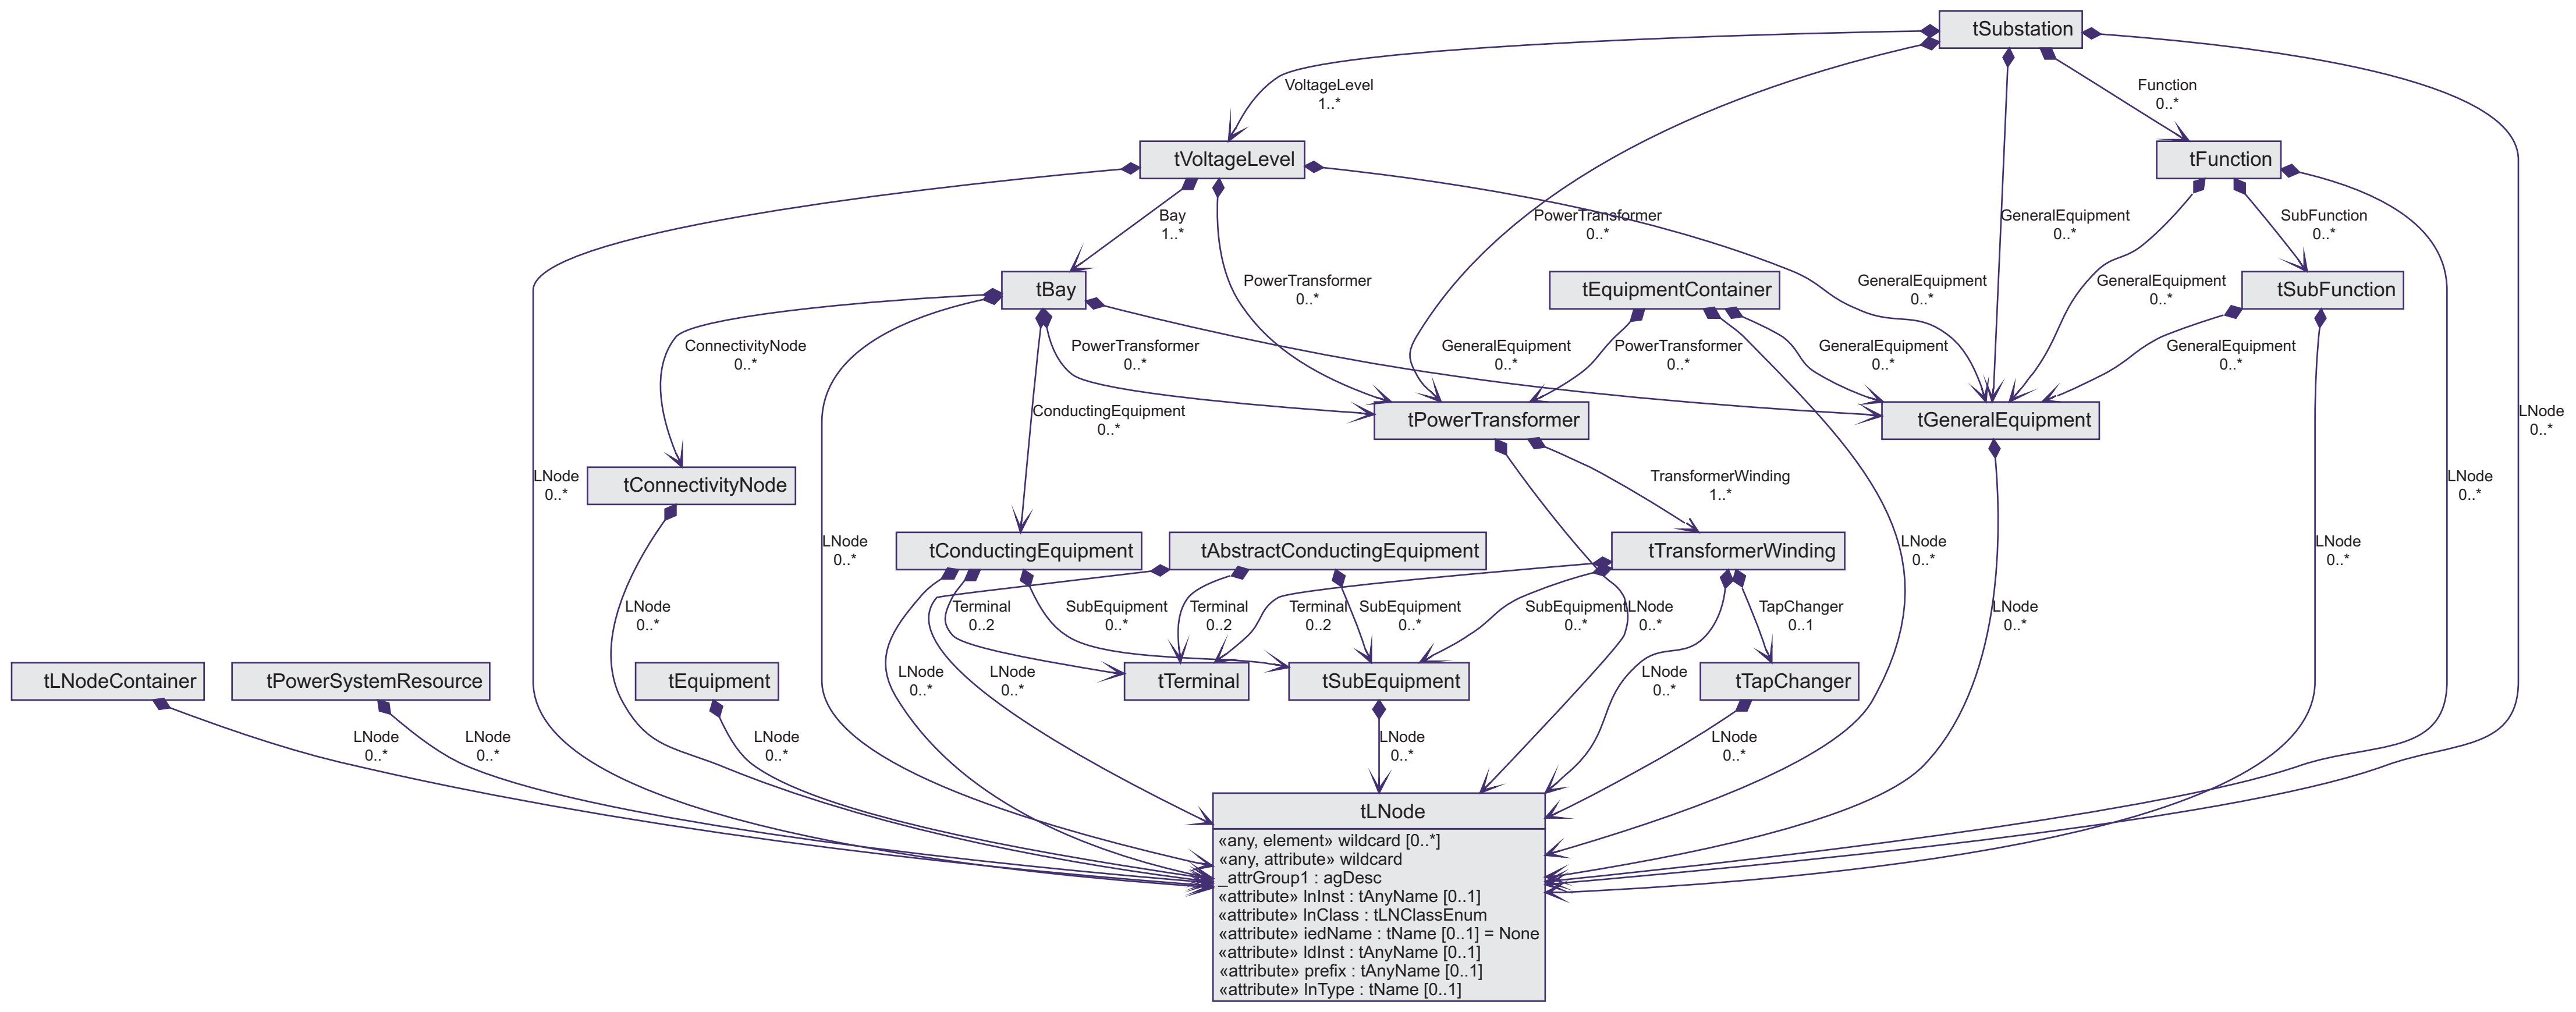 tSubstation
VoltageLevel
1..*
Function
0..*
tVoltageLevel
tFunction
Bay
1..*
PowerTransformer
0..*
GeneralEquipment
0..*
SubFunction
0..*
PowerTransformer
0..*
GeneralEquipment
0..*
GeneralEquipment
0..*
tBay
tEquipmentContainer
tSubFunction
ConnectivityNode
0..*
PowerTransformer
0..*
GeneralEquipment
0..*
PowerTransformer
0..*
GeneralEquipment
0..*
GeneralEquipment
0..*
ConductingEquipment
0..*
LNode
0..*
tPowerTransformer
tGeneralEquipment
LNode
0..*
TransformerWinding
1..*
LNode
0..*
tConnectivityNode
LNode
0..*
tConductingEquipment
tAbstractConductingEquipment
tTransformerWinding
LNode
0..*
LNode
0..*
LNode
0..*
Terminal
0..2
SubEquipment
0..*
Terminal
0..2
Terminal
0..2
SubEquipment
0..*
SubEquipment
0..*
LNode
0..*
TapChanger
0..1
LNode
0..*
LNode
0..*
LNode
0..*
LNode
0..*
tLNodeContainer
tPowerSystemResource
tEquipment
tTerminal
tSubEquipment
tTapChanger
LNode
0..*
LNode
0..*
LNode
0..*
LNode
0..*
LNode
0..*
tLNode
«any, element» wildcard [0..*]
«any, attribute» wildcard
_attrGroup1 : agDesc
«attribute» lnInst : tAnyName [0..1]
«attribute» lnClass : tLNClassEnum
«attribute» iedName : tName [0..1] = None
«attribute» ldInst : tAnyName [0..1]
«attribute» prefix : tAnyName [0..1]
«attribute» lnType : tName [0..1]